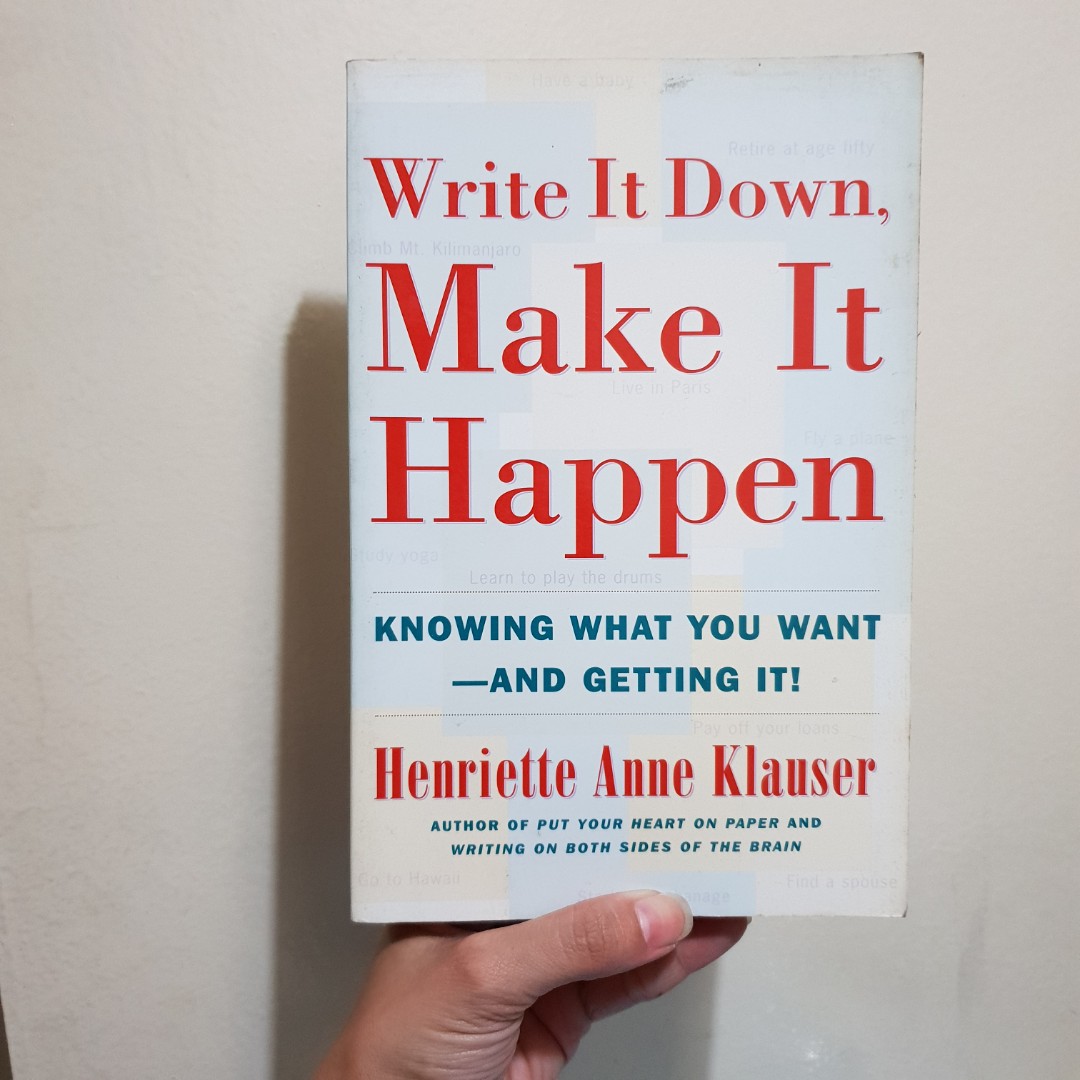 Have a baby
Retire at age fifty
Write It Down,
Climb Mt. Kilimanjaro
Make It
Live in Paris
Fly a plane
Happen
Study yoga
Learn to play the drums
KNOWING WHAT YOU WANT
—AND GETTING IT!
Pay off your loans
Henriette Anne Klauser
AUTHOR OF PUT YOUR HEART ON PAPER AND
WRITING ON BOTH SIDES OF THE BRAIN
Go to Hawaii
Find a spouse